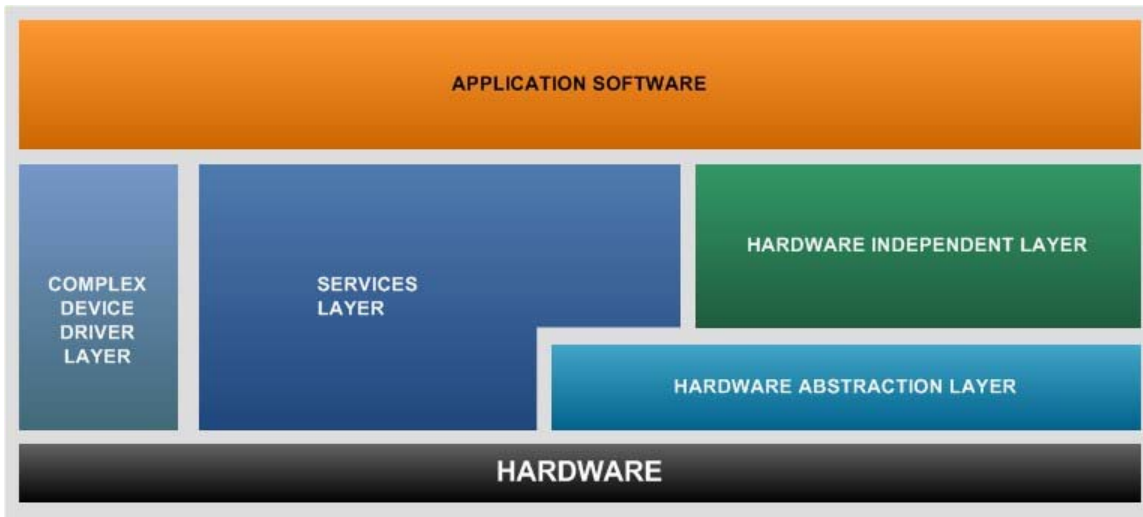 APPLICATION SOFTWARE
COMPLEX
DEVICE
DRIVER
LAYER
SERVICES
LAYER
HARDWARE INDEPENDENT LAYER
HARDWARE ABSTRACTION LAYER
HARDWARE